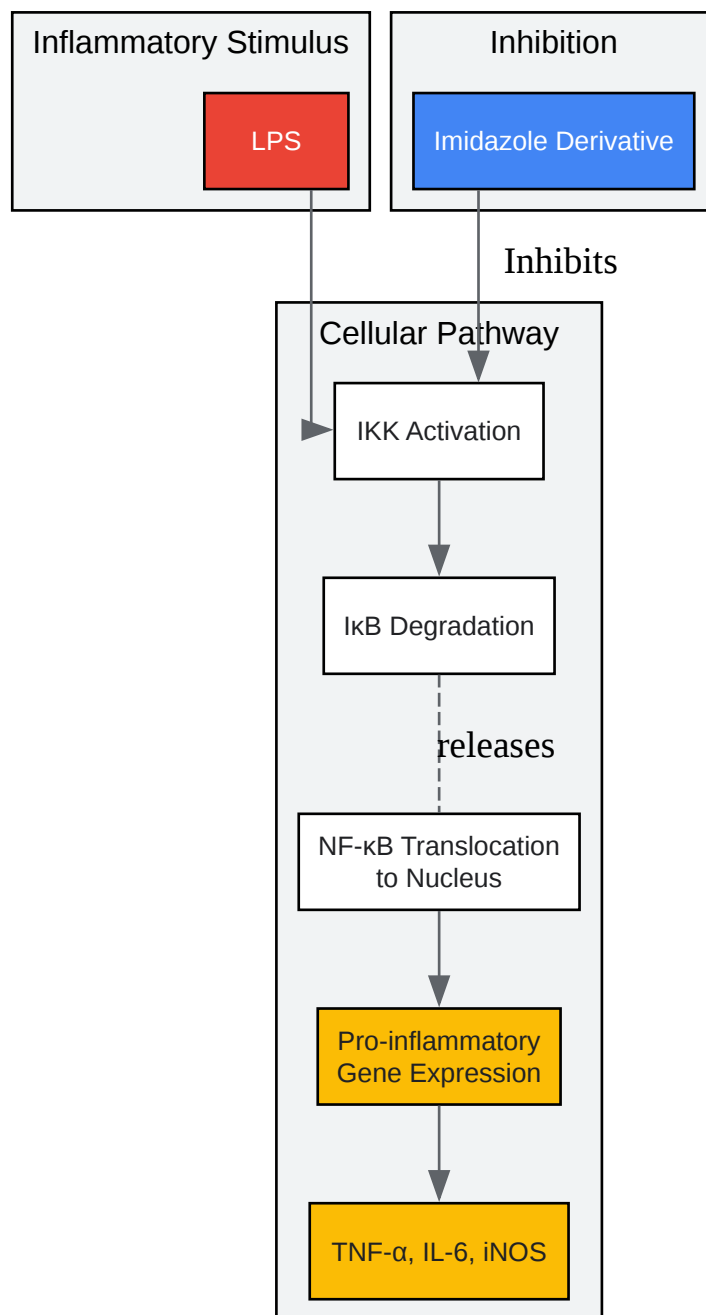 Inflammatory Stimulus
Inhibition
LPS
Imidazole Derivative
Inhibits
Cellular Pathway
IKK Activation
IκB Degradation
releases
NF-κB Translocation
to Nucleus
Pro-inflammatory
Gene Expression
TNF-α, IL-6, iNOS